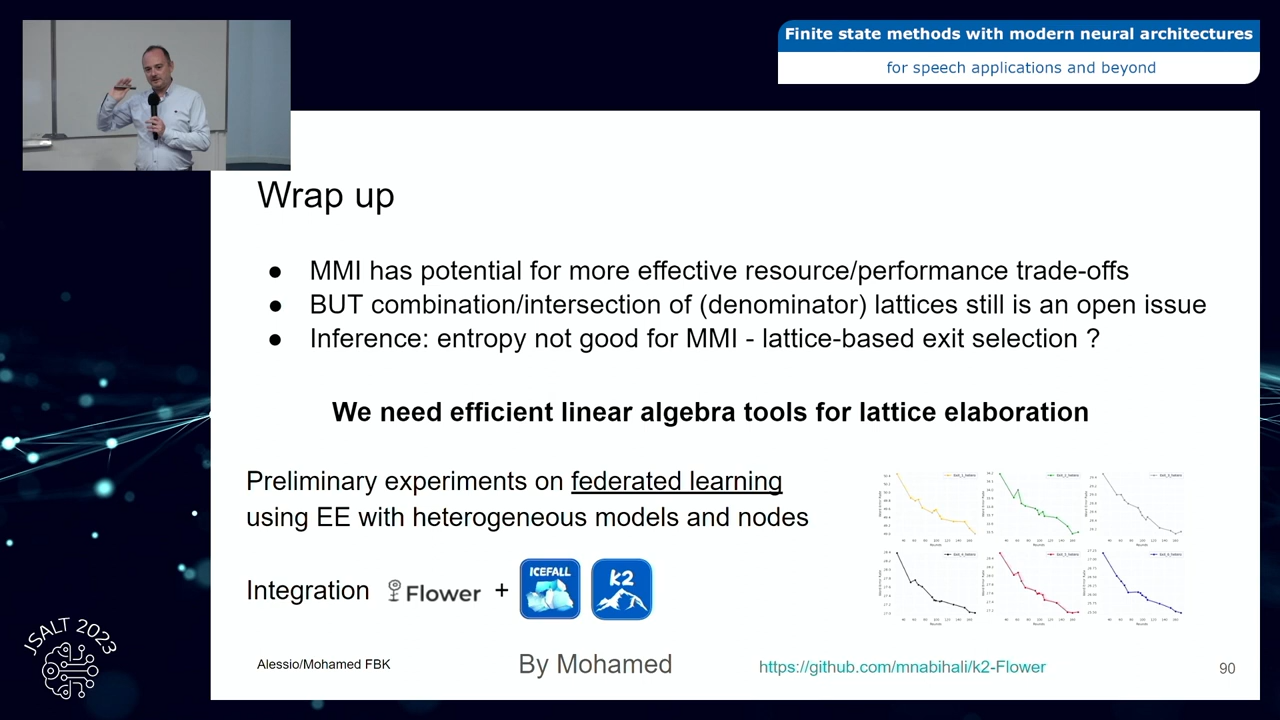 Finite state methods with modern neural architectures
for speech applications and beyond
Wrap up
● MMI has potential for more effective resource/performance trade-offs
● BUT combination/intersection of (denominator) lattices still is an open issue
● Inference: entropy not good for MMI - lattice-based exit selection ?
We need efficient linear algebra tools for lattice elaboration
Preliminary experiments on federated learning
using EE with heterogeneous models and nodes
Integration Flower + ICEFALL k2
JSALT 2023
Alessio/Mohamed FBK
By Mohamed
https://github.com/mnabihali/k2-Flower
90